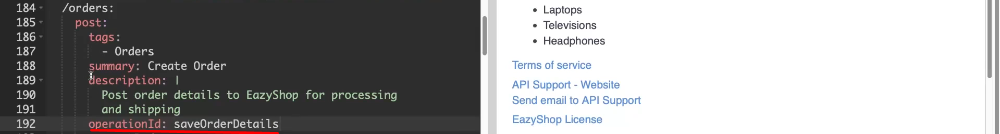 184 /orders:
185 post:
186 tags:
187 - Orders
188 summary: Create Order
189 description: |
190 Post order details to EazyShop for processing
191 and shipping
192 operationId: saveOrderDetails
Laptops
Televisions
Headphones
Terms of service
API Support - Website
Send email to API Support
EazyShop License